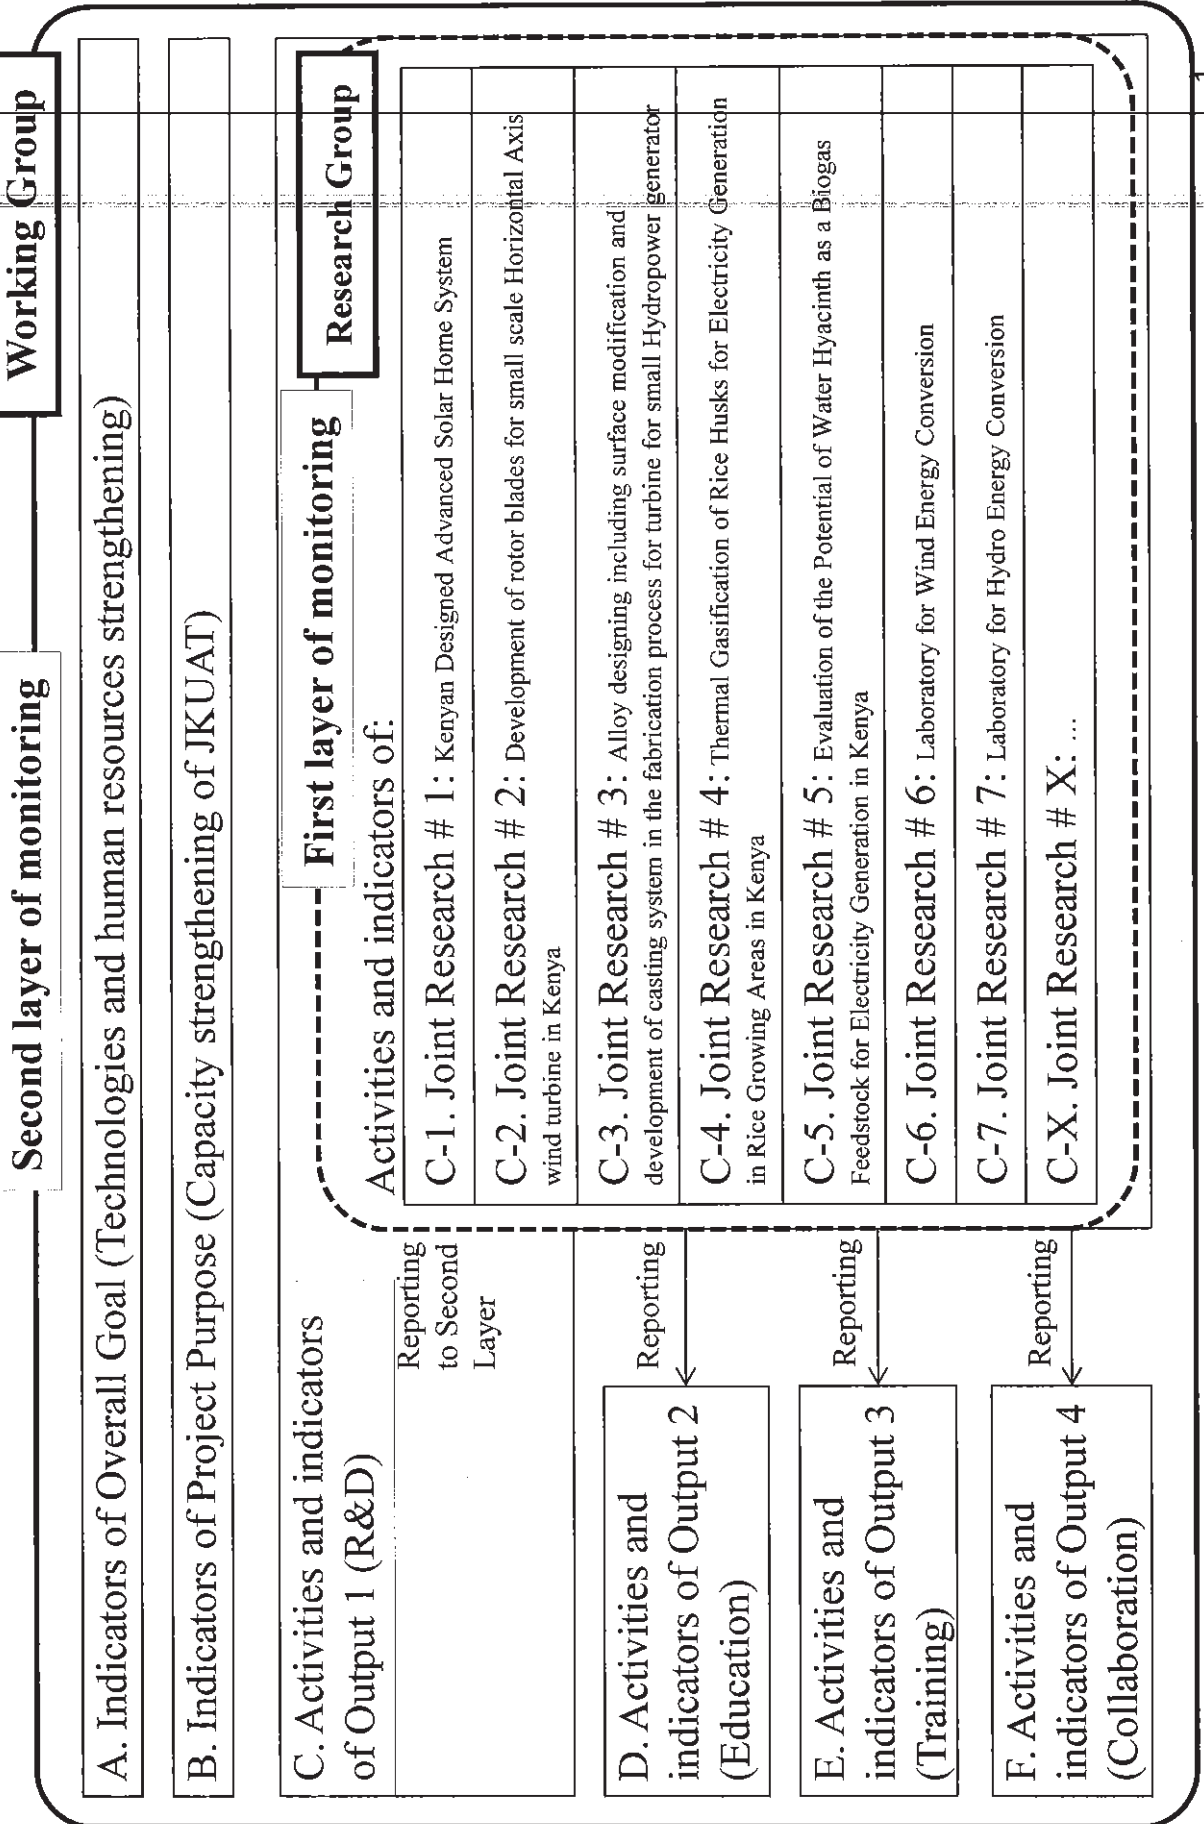 Second layer of monitoring
Working Group
A. Indicators of Overall Goal (Technologies and human resources strengthening)
B. Indicators of Project Purpose (Capacity strengthening of JKUAT)
C. Activities and indicators
of Output 1 (R&D)
Reporting
to Second
Layer
First layer of monitoring
Research Group
Activities and indicators of:
C-1. Joint Research # 1: Kenyan Designed Advanced Solar Home System
C-2. Joint Research # 2: Development of rotor blades for small scale Horizontal Axis
wind turbine in Kenya
C-3. Joint Research # 3: Alloy designing including surface modification and
development of casting system in the fabrication process for turbine for small Hydropower generator
C-4. Joint Research # 4: Thermal Gasification of Rice Husks for Electricity Generation
in Rice Growing Areas in Kenya
C-5. Joint Research # 5: Evaluation of the Potential of Water Hyacinth as a Biogas
Feedstock for Electricity Generation in Kenya
C-6. Joint Research # 6: Laboratory for Wind Energy Conversion
C-7. Joint Research # 7: Laboratory for Hydro Energy Conversion
C-X. Joint Research # X: ...
D. Activities and
indicators of Output 2
(Education)
Reporting
E. Activities and
indicators of Output 3
(Training)
Reporting
F. Activities and
indicators of Output 4
(Collaboration)
Reporting